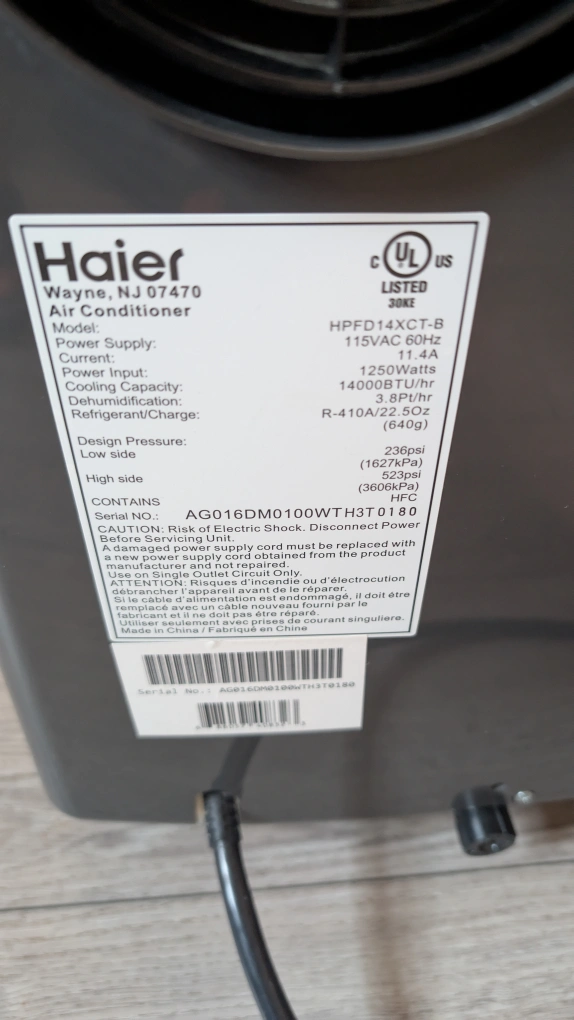 Haier
Wayne, NJ 07470
Air Conditioner
C UL US
LISTED
30KE
Model: HPFD14XCT-B
Power Supply: 115VAC 60Hz
Current: 11.4A
Power Input: 1250Watts
Cooling Capacity: 14000BTU/hr
Dehumidification: 3.8Pt/hr
Refrigerant/Charge: R-410A/22.5Oz
(640g)
Design Pressure:
Low side 236psi
(1627kPa)
High side 523psi
(3606kPa)
CONTAINS HFC
Serial NO.: AG016DM0100WTH3T0180
CAUTION: Risk of Electric Shock. Disconnect Power
Before Servicing Unit.
A damaged power supply cord must be replaced with
a new power supply cord obtained from the product
manufacturer and not repaired.
Use on Single Outlet Circuit Only.
ATTENTION: Risques d'incendie ou d'électrocution
débrancher l'appareil avant de le réparer.
Si le câble d'alimentation est endommagé, il doit être
remplacé avec un câble nouveau fourni par le
fabricant et il ne doit pas être réparé.
Utiliser seulement avec prise de courant singuliere.
Made in China / Fabriqué en Chine
Serial No.: AG016DM0100WTH3T0180